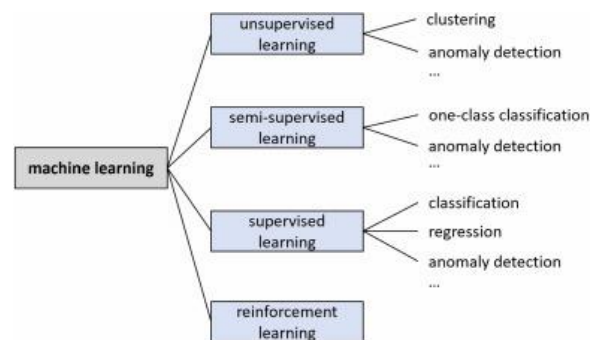 unsupervised
learning
clustering
anomaly detection
...
semi-supervised
learning
one-class classification
anomaly detection
...
machine learning
supervised
learning
classification
regression
anomaly detection
...
reinforcement
learning